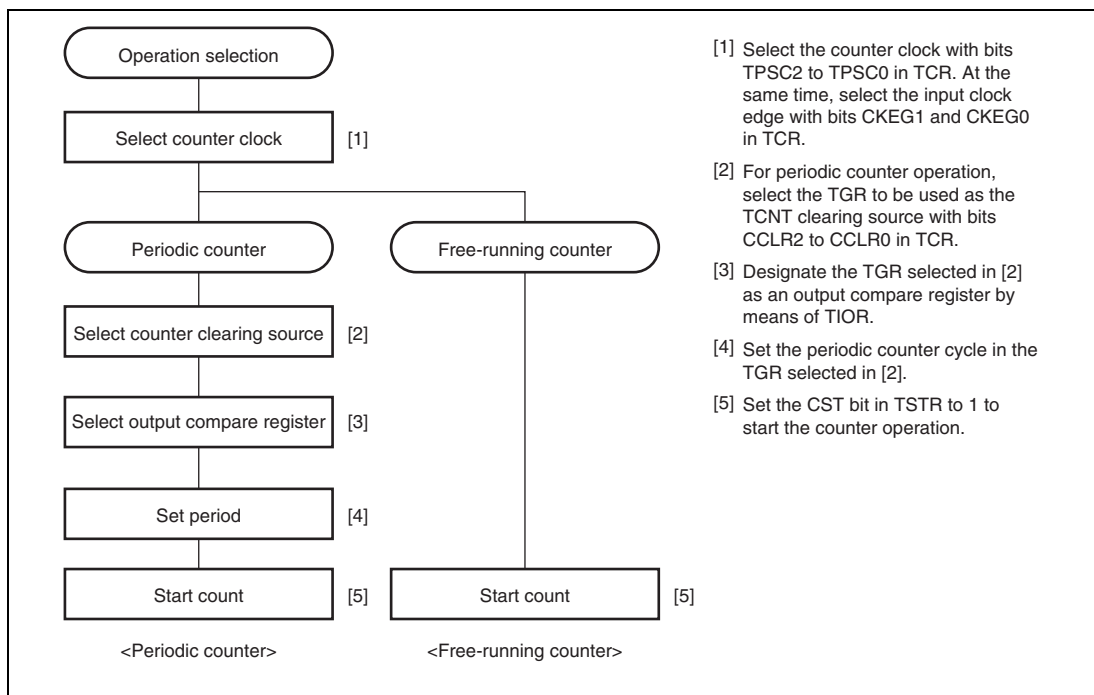 Operation selection
Select counter clock [1]
Periodic counter
Free-running counter
Select counter clearing source [2]
Select output compare register [3]
Set period [4]
Start count [5]
Start count [5]
<Periodic counter>
<Free-running counter>
[1] Select the counter clock with bits
TPSC2 to TPSC0 in TCR. At the
same time, select the input clock
edge with bits CKEG1 and CKEG0
in TCR.
[2] For periodic counter operation,
select the TGR to be used as the
TCNT clearing source with bits
CCLR2 to CCLR0 in TCR.
[3] Designate the TGR selected in [2]
as an output compare register by
means of TIOR.
[4] Set the periodic counter cycle in the
TGR selected in [2].
[5] Set the CST bit in TSTR to 1 to
start the counter operation.